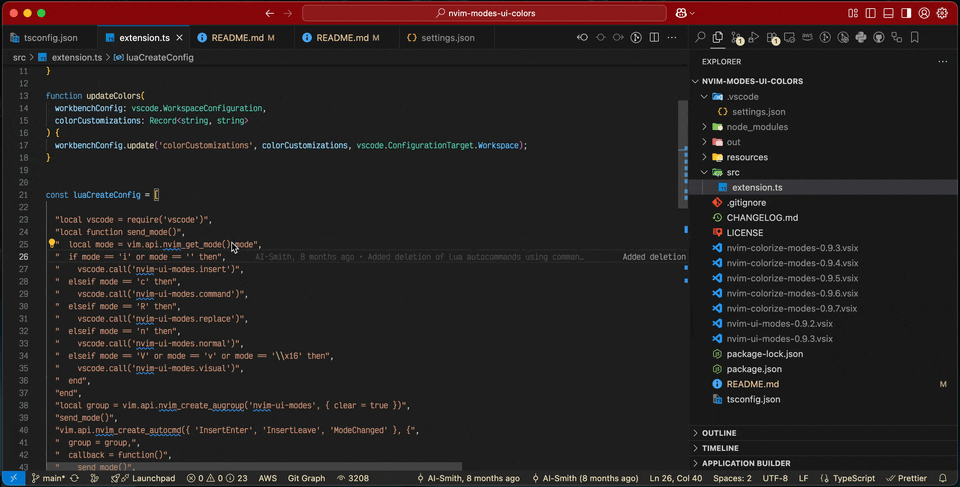 nvim-modes-ui-colors
tsconfig.json
extension.ts
README.md M
README.md M
settings.json
src > extension.ts > luaCreateConfig
11 }
12
13 function updateColors(
14 workbenchConfig: vscode.WorkspaceConfiguration,
15 colorCustomizations: Record<string, string>
16 ) {
17 workbenchConfig.update('colorCustomizations', colorCustomizations, vscode.ConfigurationTarget.Workspace);
18 }
19
20
21 const luaCreateConfig = [
22
23 "local vscode = require('vscode')",
24 "local function send_mode()",
25 " local mode = vim.api.nvim_get_mode().mode",
26 " if mode == 'i' or mode == '' then", AI-Smith, 8 months ago • Added deletion of Lua autocommands using comman… Added deletion
27 " vscode.call('nvim-ui-modes.insert')",
28 " elseif mode == 'c' then",
29 " vscode.call('nvim-ui-modes.command')",
30 " elseif mode == 'R' then",
31 " vscode.call('nvim-ui-modes.replace')",
32 " elseif mode == 'n' then",
33 " vscode.call('nvim-ui-modes.normal')",
34 " elseif mode == 'V' or mode == 'v' or mode == '\\x16' then",
35 " vscode.call('nvim-ui-modes.visual')",
36 " end",
37 "end",
38 "local group = vim.api.nvim_create_augroup('nvim-ui-modes', { clear = true })",
39 "send_mode()",
40 "vim.api.nvim_create_autocmd({ 'InsertEnter', 'InsertLeave', 'ModeChanged' }, {",
41 " group = group,",
42 " callback = function()",
43 " send_mode()",
EXPLORER
NVIM-MODES-UI-COLORS
.vscode
settings.json
node_modules
out
resources
src
extension.ts
.gitignore
CHANGELOG.md
LICENSE
nvim-colorize-modes-0.9.3.vsix
nvim-colorize-modes-0.9.4.vsix
nvim-colorize-modes-0.9.5.vsix
nvim-colorize-modes-0.9.6.vsix
nvim-colorize-modes-0.9.7.vsix
nvim-ui-modes-0.9.2.vsix
nvim-ui-modes-0.9.3.vsix
package-lock.json
package.json
README.md M
tsconfig.json
OUTLINE
TIMELINE
APPLICATION BUILDER
main* Launchpad 0 0 23 AWS Git Graph 3208 AI-Smith, 8 months ago AI-Smith (8 months ago) Ln 26, Col 40 Spaces: 2 UTF-8 LF {} TypeScript Prettier